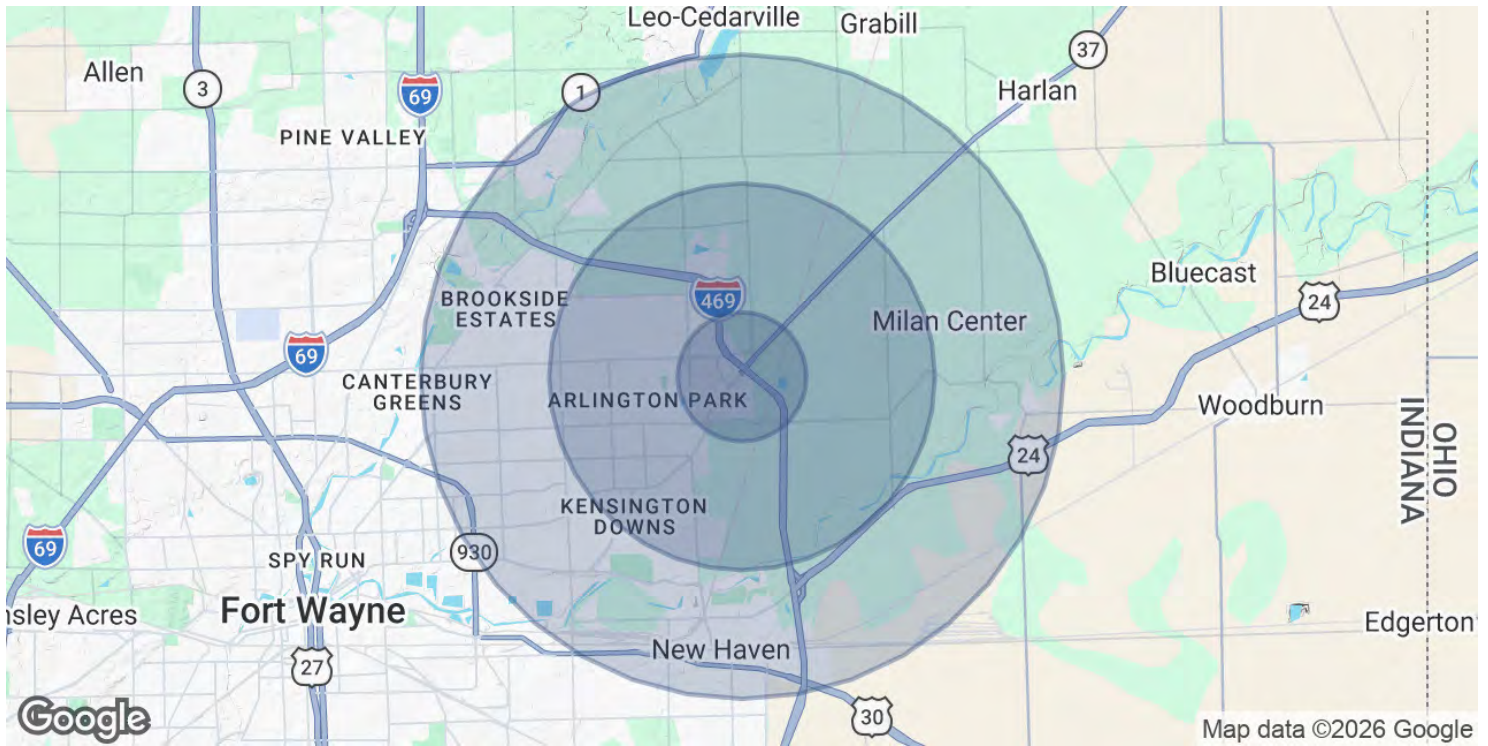 Leo-Cedarville
Grabill
37
Allen
3
69
1
Harlan
PINE VALLEY
Bluecast
24
469
BROOKSIDE
ESTATES
Milan Center
69
CANTERBURY
GREENS
ARLINGTON PARK
Woodburn
OHIO
INDIANA
24
KENSINGTON
DOWNS
69
930
SPY RUN
Fort Wayne
nsley Acres
Edgerton
New Haven
27
30
Google
Map data ©2026 Google